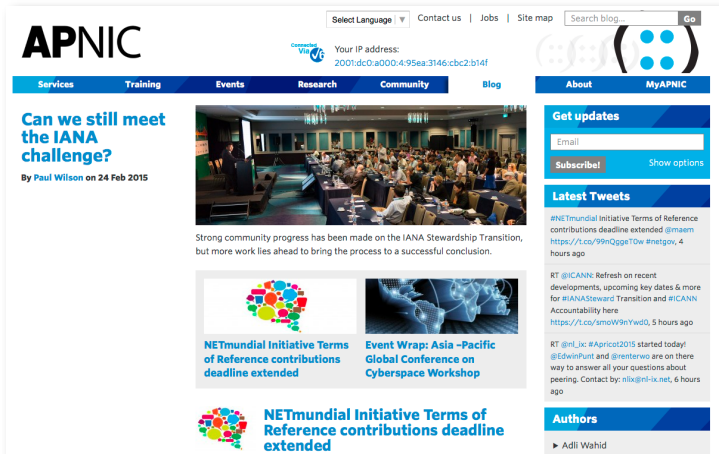 Select Language ▼
Contact us | Jobs | Site map
Search blog...
Go
APNIC
Connected
Via V6
Your IP address:
2001:dc0:a000:4:95ea:3146:cbc2:b14f
Services Training Events Research Community Blog About MyAPNIC
Can we still meet
the IANA
challenge?
By Paul Wilson on 24 Feb 2015
Strong community progress has been made on the IANA Stewardship Transition,
but more work lies ahead to bring the process to a successful conclusion.
NETmundial Initiative Terms
of Reference contributions
deadline extended
Event Wrap: Asia –Pacific
Global Conference on
Cyberspace Workshop
NETmundial Initiative Terms of
Reference contributions deadline
extended
Get updates
Email
Subscribe!
Show options
Latest Tweets
#NETmundial Initiative Terms of Reference
contributions deadline extended @maem
https://t.co/99nQggeT0w #netgov, 4
hours ago
RT @ICANN: Refresh on recent
developments, upcoming key dates & more
for #IANASteward Transition and #ICANN
Accountability here
https://t.co/smoW9nYwd0, 5 hours ago
RT @nl_ix: #Apricot2015 started today!
@EdwinPunt and @renterwo are on there
way to answer all your questions about
peering. Contact by: nlix@nl-ix.net, 6 hours
ago
Authors
▶ Adli Wahid